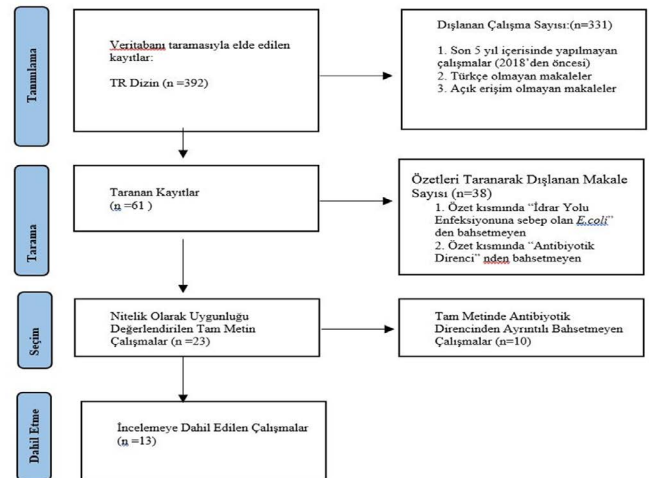 Tanımlama
Veritabanı taramasıyla elde edilen
kayıtlar:
TR Dizin (n =392)
Dışlanan Çalışma Sayısı:(n=331)
1. Son 5 yıl içerisinde yapılmayan
çalışmalar (2018'den öncesi)
2. Türkçe olmayan makaleler
3. Açık erişim olmayan makaleler
Tarama
Taranan Kayıtlar
(n =61 )
Özetleri Taranarak Dışlanan Makale
Sayısı (n=38)
1. Özet kısmında "İdrar Yolu
Enfeksiyonuna sebep olan E.coli"
den bahsetmeyen
2. Özet kısmında "Antibiyotik
Direnci" nden bahsetmeyen
Seçim
Nitelik Olarak Uygunluğu
Değerlendirilen Tam Metin
Çalışmalar (n =23)
Tam Metinde Antibiyotik
Direncinden Ayrıntılı Bahsetmeyen
Çalışmalar (n=10)
Dahil Etme
İncelemeye Dahil Edilen Çalışmalar
(n =13)